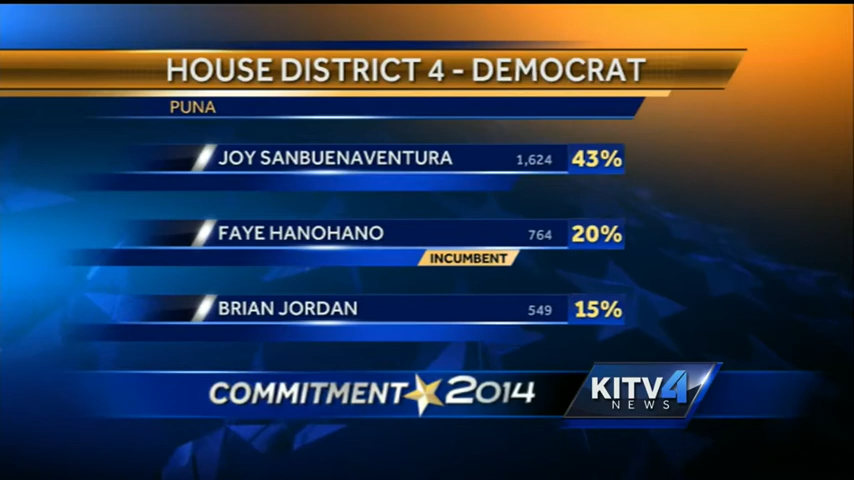 HOUSE DISTRICT 4 - DEMOCRAT
PUNA
JOY SANBUENAVENTURA 1,624 43%
FAYE HANOHANO 764 20%
INCUMBENT
BRIAN JORDAN 549 15%
COMMITMENT 2014
KITV4
NEWS